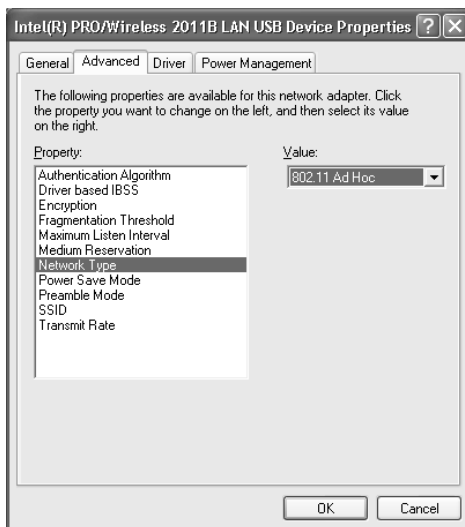 Intel(R) PRO/Wireless 2011B LAN USB Device Properties
General Advanced Driver Power Management
The following properties are available for this network adapter. Click
the property you want to change on the left, and then select its value
on the right.
Property:
Value:
Authentication Algorithm
Driver based IBSS
Encryption
Fragmentation Threshold
Maximum Listen Interval
Medium Reservation
Network Type
Power Save Mode
Preamble Mode
SSID
Transmit Rate
802.11 Ad Hoc
OK Cancel